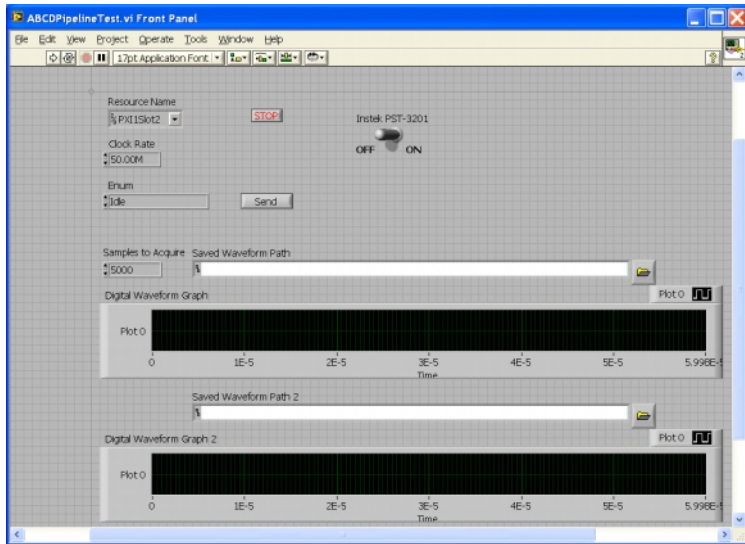 ABCDPipelineTest.vi Front Panel
File Edit View Project Operate Tools Window Help
17pt Application Font
Resource Name
PXI1Slot2
STOP
Instek PST-3201
OFF ON
Clock Rate
50.00M
Enum
Idle
Send
Samples to Acquire Saved Waveform Path
5000
Digital Waveform Graph
Plot 0
Plot 0
0 1E-5 2E-5 3E-5 4E-5 5E-5 5.998E-5
Time
Saved Waveform Path 2
Digital Waveform Graph 2
Plot 0
Plot 0
0 1E-5 2E-5 3E-5 4E-5 5E-5 5.998E-5
Time